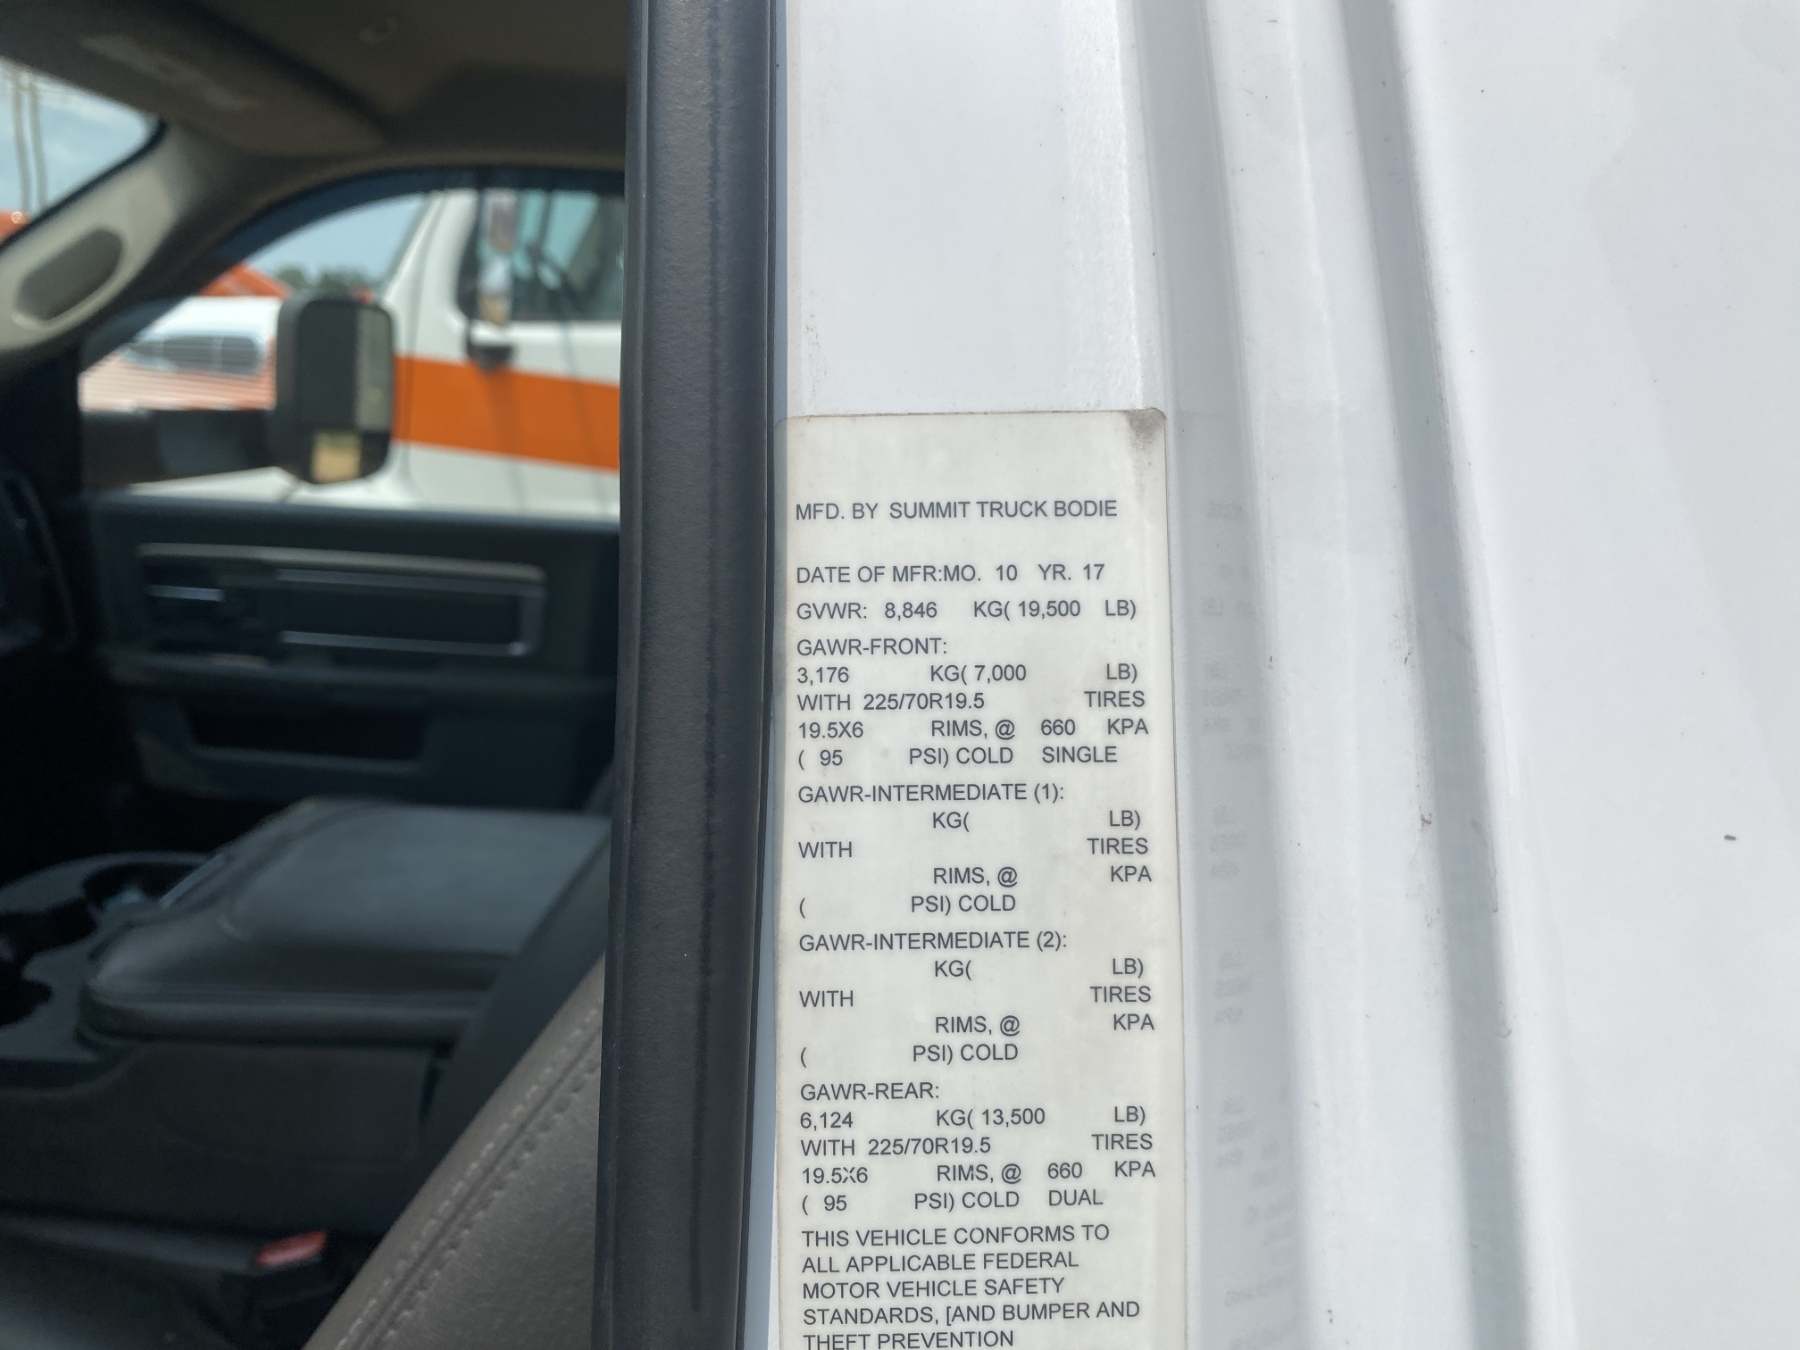 MFD. BY SUMMIT TRUCK BODIE
DATE OF MFR:MO. 10 YR. 17
GVWR: 8,846 KG( 19,500 LB)
GAWR-FRONT:
3,176 KG( 7,000 LB)
WITH 225/70R19.5 TIRES
19.5X6 RIMS, @ 660 KPA
( 95 PSI) COLD SINGLE
GAWR-INTERMEDIATE (1):
KG( LB)
WITH TIRES
RIMS, @ KPA
( PSI) COLD
GAWR-INTERMEDIATE (2):
KG( LB)
WITH TIRES
RIMS, @ KPA
( PSI) COLD
GAWR-REAR:
6,124 KG( 13,500 LB)
WITH 225/70R19.5 TIRES
19.5X6 RIMS, @ 660 KPA
( 95 PSI) COLD DUAL
THIS VEHICLE CONFORMS TO
ALL APPLICABLE FEDERAL
MOTOR VEHICLE SAFETY
STANDARDS, [AND BUMPER AND
THEFT PREVENTION